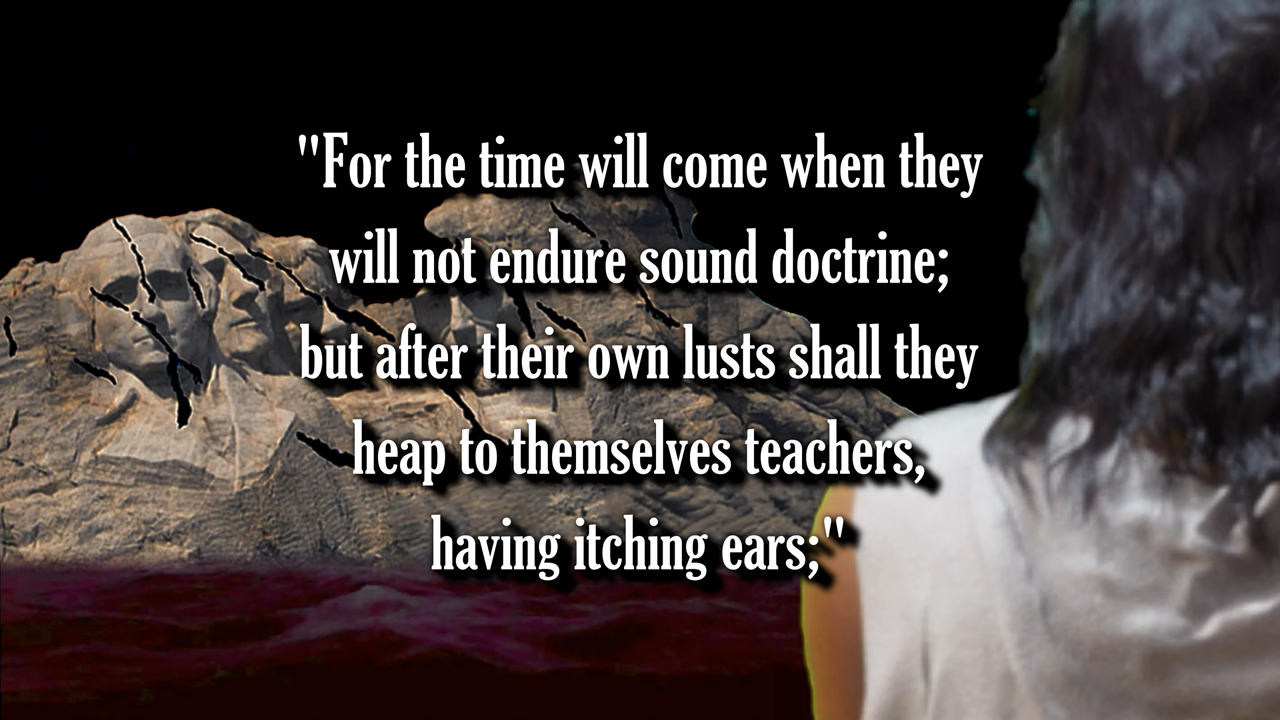 "For the time will come when they
will not endure sound doctrine;
but after their own lusts shall they
heap to themselves teachers,
having itching ears;"